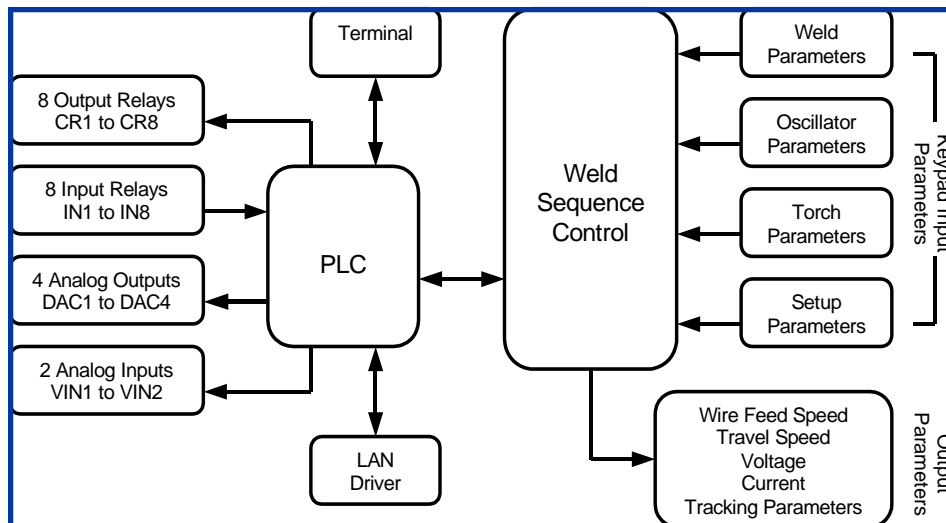 Terminal
8 Output Relays
CR1 to CR8
8 Input Relays
IN1 to IN8
4 Analog Outputs
DAC1 to DAC4
2 Analog Inputs
VIN1 to VIN2
PLC
LAN
Driver
Weld
Sequence
Control
Weld
Parameters
Oscillator
Parameters
Torch
Parameters
Setup
Parameters
Keypad Input
Parameters
Wire Feed Speed
Travel Speed
Voltage
Current
Tracking Parameters
Output
Parameters